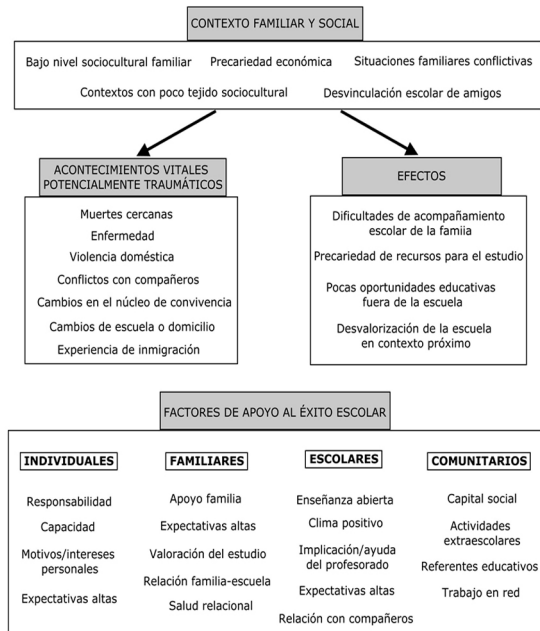 CONTEXTO FAMILIAR Y SOCIAL
Bajo nivel sociocultural familiar
Precariedad económica
Situaciones familiares conflictivas
Contextos con poco tejido sociocultural
Desvinculación escolar de amigos
ACONTECIMIENTOS VITALES
POTENCIALMENTE TRAUMÁTICOS
Muertes cercanas
Enfermedad
Violencia doméstica
Conflictos con compañeros
Cambios en el núcleo de convivencia
Cambios de escuela o domicilio
Experiencia de inmigración
EFECTOS
Dificultades de acompañamiento
escolar de la famiia
Precariedad de recursos para el estudio
Pocas oportunidades educativas
fuera de la escuela
Desvalorización de la escuela
en contexto próximo
FACTORES DE APOYO AL ÉXITO ESCOLAR
INDIVIDUALES
Responsabilidad
Capacidad
Motivos/intereses
personales
Expectativas altas
FAMILIARES
Apoyo familia
Expectativas altas
Valoración del estudio
Relación familia-escuela
Salud relacional
ESCOLARES
Enseñanza abierta
Clima positivo
Implicación/ayuda
del profesorado
Expectativas altas
Relación con compañeros
COMUNITARIOS
Capital social
Actividades
extraescolares
Referentes educativos
Trabajo en red